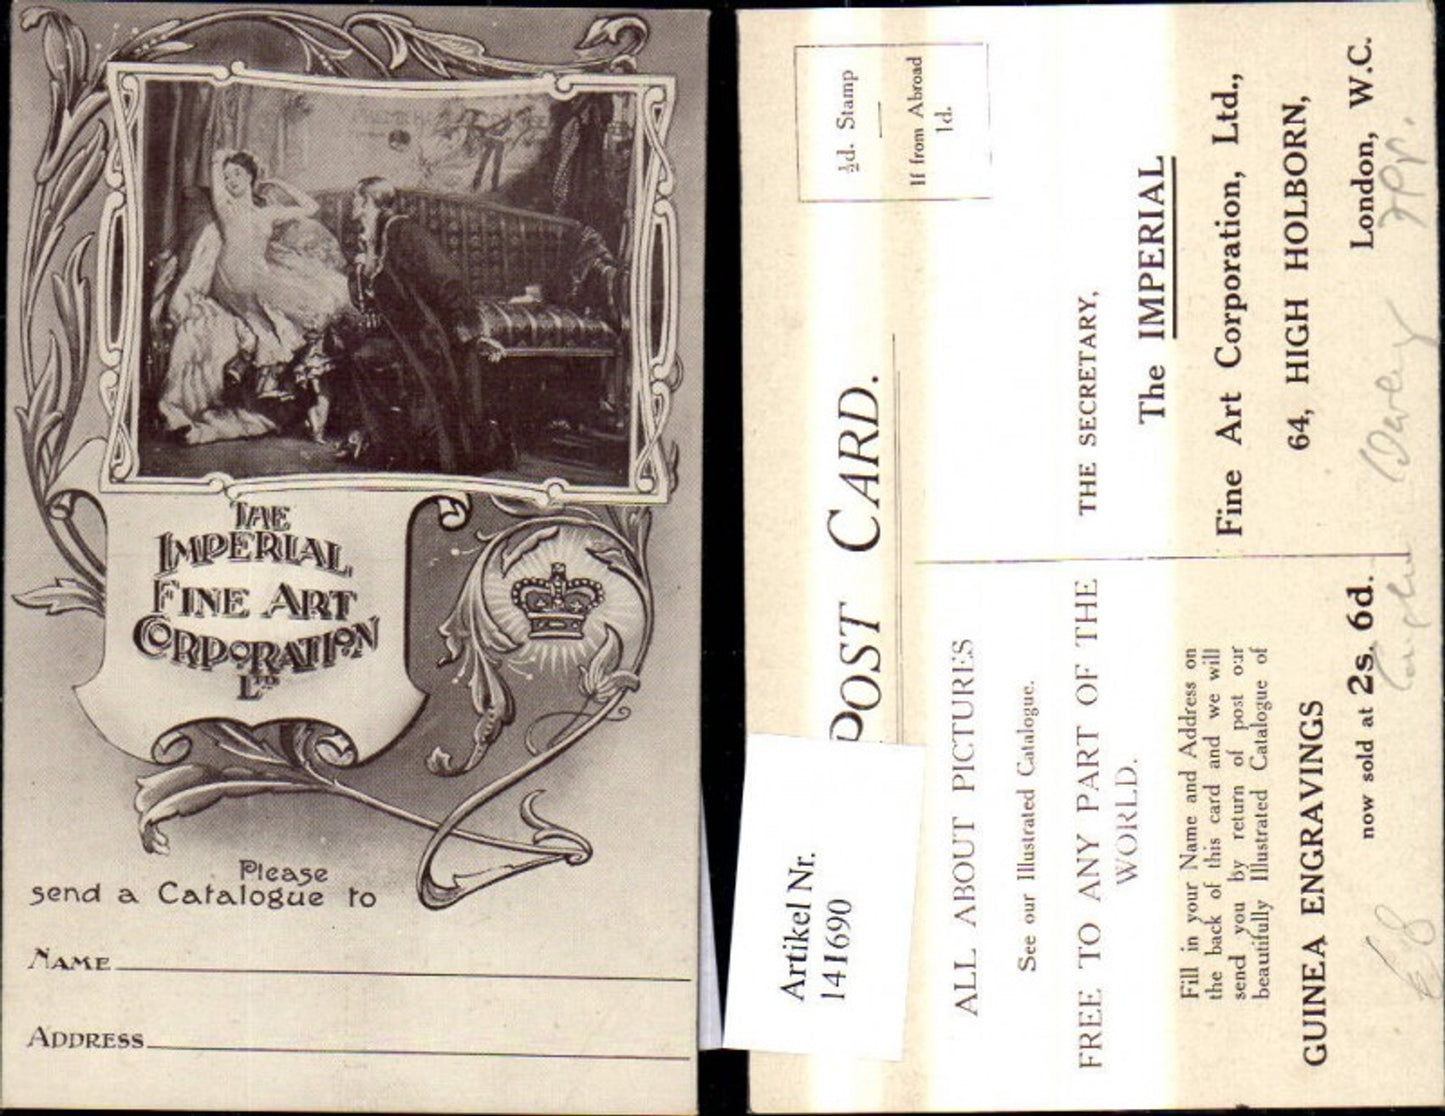 THE
IMPERIAL
FINE ART
CORPORATION
LTD
Please
send a Catalogue to
NAME
ADDRESS
POST CARD.
½d. Stamp
—
If from Abroad
1d.
ALL ABOUT PICTURES
See our Illustrated Catalogue.
FREE TO ANY PART OF THE
WORLD.
Fill in your Name and Address on
the back of this card and we will
send you by return of post our
beautifully Illustrated Catalogue of
GUINEA ENGRAVINGS
now sold at 2s. 6d.
THE SECRETARY,
The IMPERIAL
Fine Art Corporation, Ltd.,
64, HIGH HOLBORN,
London, W.C.
Artikel Nr.
141690